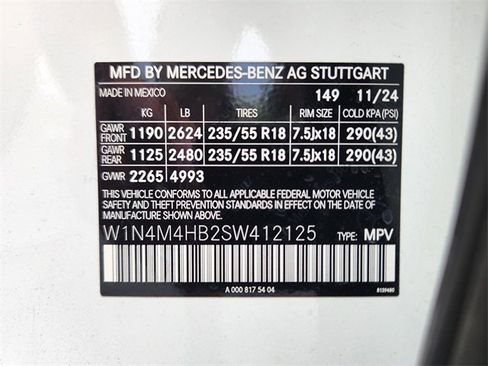 MFD BY MERCEDES-BENZ AG STUTTGART
MADE IN MEXICO 149 11/24
KG LB TIRES RIM SIZE COLD KPA (PSI)
GAWR FRONT 1190 2624 235/55 R18 7.5Jx18 290(43)
GAWR REAR 1125 2480 235/55 R18 7.5Jx18 290(43)
GVWR 2265 4993
THIS VEHICLE CONFORMS TO ALL APPLICABLE FEDERAL MOTOR VEHICLE
SAFETY AND THEFT PREVENTION STANDARDS IN EFFECT ON THE DATE
OF MANUFACTURE SHOWN ABOVE.
W1N4M4HB2SW412125 TYPE: MPV
A 000 817 54 04